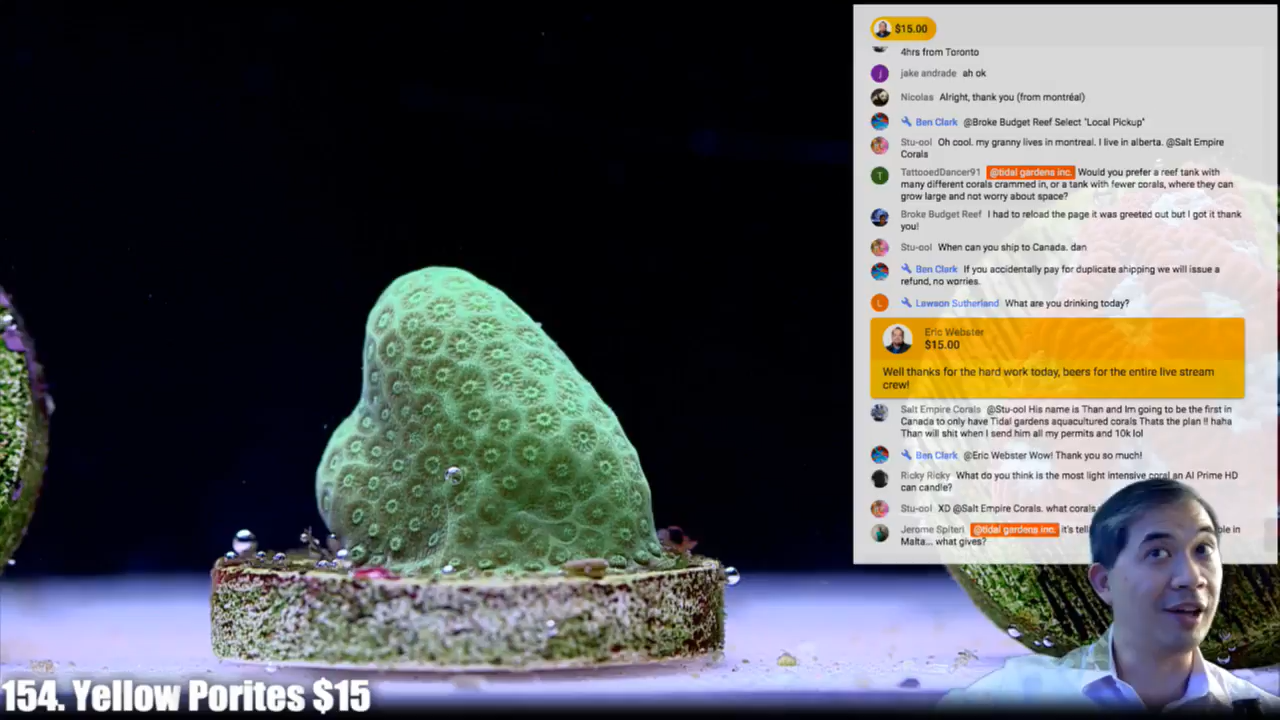 $15.00
4hrs from Toronto
jake andrade ah ok
Nicolas Alright, thank you (from montréal)
Ben Clark @Broke Budget Reef Select "Local Pickup"
Stu-ool Oh cool. my granny lives in montreal. I live in alberta. @Salt Empire
Corals
T TattooedDancer91 @tidal gardens inc. Would you prefer a reef tank with
many different corals crammed in, or a tank with fewer corals, where they can
grow large and not worry about space?
Broke Budget Reef I had to reload the page it was greeted out but I got it thank
you!
Stu-ool When can you ship to Canada. dan
Ben Clark If you accidentally pay for duplicate shipping we will issue a
refund, no worries.
L Lawson Sutherland What are you drinking today?
Eric Webster
$15.00
Well thanks for the hard work today, beers for the entire live stream
crew!
Salt Empire Corals @Stu-ool His name is Than and Im going to be the first in
Canada to only have Tidal gardens aquacultured corals Thats the plan !! haha
Than will shit when I send him all my permits and 10k lol
Ben Clark @Eric Webster Wow! Thank you so much!
Ricky Ricky What do you think is the most light intensive coral an AI Prime HD
can candle?
Stu-ool XD @Salt Empire Corals. what corals
Jerome Spiteri @tidal gardens inc. it's in
Malta... what gives?
154. Yellow Porites $15